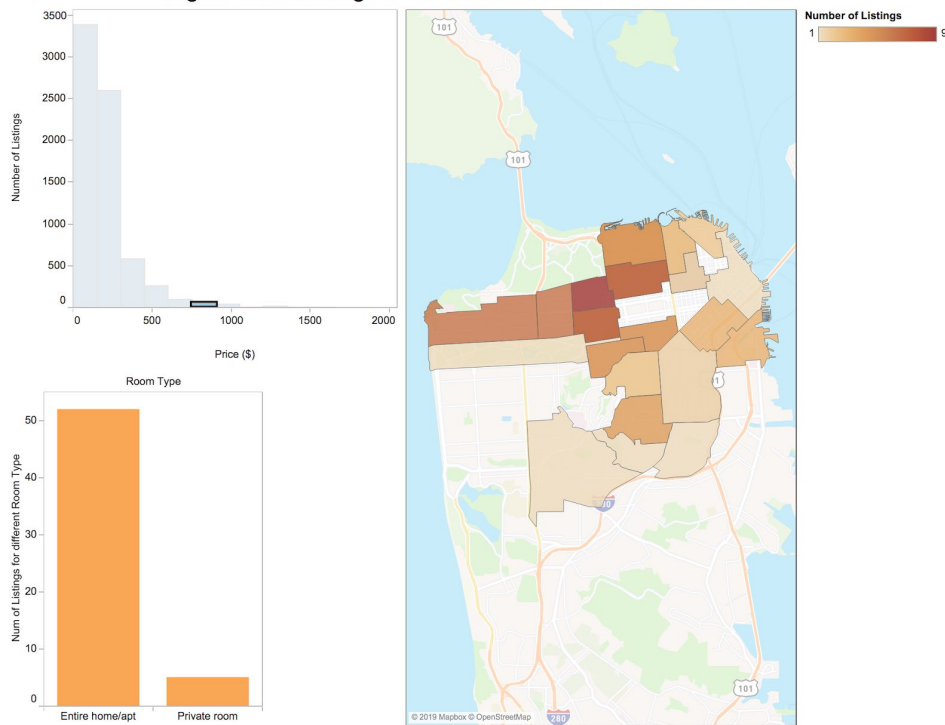 3500
3000
2500
2000
1500
1000
500
0
Number of Listings
0 500 1000 1500 2000
Price ($)
Room Type
50
40
30
20
10
0
Num of Listings for different Room Type
Entire home/apt Private room
101
101
101
280
© 2019 Mapbox © OpenStreetMap
Number of Listings
1 9